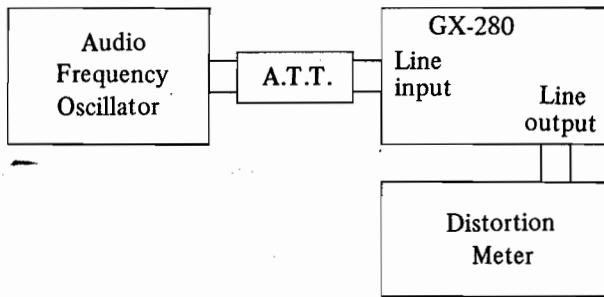 Audio
Frequency
Oscillator
A.T.T.
GX-280
Line
input
Line
output
Distortion
Meter